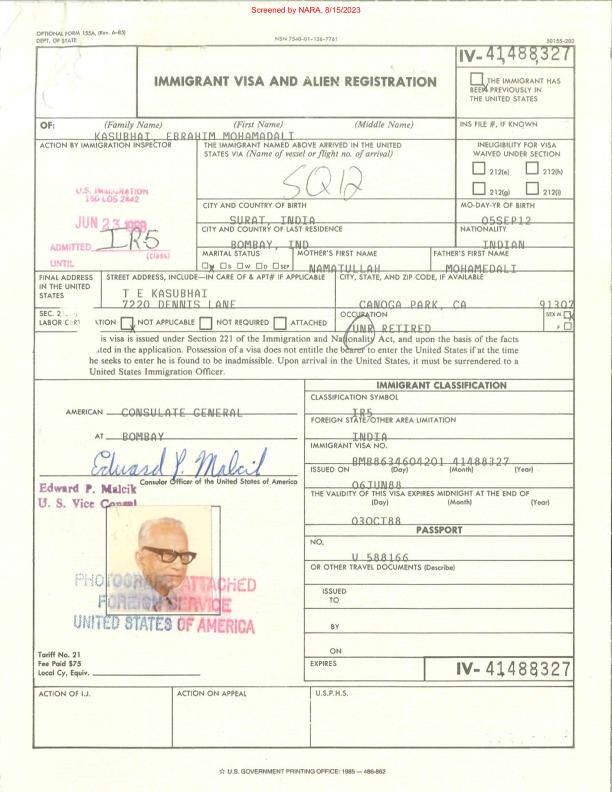 Screened by NARA, 8/15/2023
OPTIONAL FORM 155A, (Rev. 6-85)
DEPT. OF STATE
NSN 7540-01-136-7761
50155-202
IV- 41,488,327
IMMIGRANT VISA AND ALIEN REGISTRATION
THE IMMIGRANT HAS
BEEN PREVIOUSLY IN
THE UNITED STATES
OF: (Family Name) (First Name) (Middle Name)
KASUBHAI, EBRAHIM MOHAMADALI
INS FILE #, IF KNOWN
ACTION BY IMMIGRATION INSPECTOR
THE IMMIGRANT NAMED ABOVE ARRIVED IN THE UNITED
STATES VIA (Name of vessel or flight no. of arrival)
SQ12
INELIGIBILITY FOR VISA
WAIVED UNDER SECTION
212(e) 212(h)
212(g) 212(i)
U.S. IMMIGRATION
150 LOS 2442
JUN 23 1988
ADMITTED IR5
(class)
UNTIL
CITY AND COUNTRY OF BIRTH
SURAT, INDIA
MO-DAY-YR OF BIRTH
05SEP12
CITY AND COUNTRY OF LAST RESIDENCE
BOMBAY, IND
NATIONALITY
INDIAN
MARITAL STATUS
M S W D SEP
MOTHER'S FIRST NAME
NAMATULLAH
FATHER'S FIRST NAME
MOHAMEDALI
FINAL ADDRESS
IN THE UNITED
STATES
STREET ADDRESS, INCLUDE—IN CARE OF & APT# IF APPLICABLE
T E KASUBHAI
7220 DENNIS LANE
CITY, STATE, AND ZIP CODE, IF AVAILABLE
CANOGA PARK, CA 91307
SEC. 21
LABOR CERT
ATION X NOT APPLICABLE NOT REQUIRED ATTACHED
OCCUPATION
UNR RETIRED
SEX M X
F
is visa is issued under Section 221 of the Immigration and Nationality Act, and upon the basis of the facts
ated in the application. Possession of a visa does not entitle the bearer to enter the United States if at the time
he seeks to enter he is found to be inadmissible. Upon arrival in the United States, it must be surrendered to a
United States Immigration Officer.
AMERICAN CONSULATE GENERAL
AT BOMBAY
Edward P. Malcik
Consular Officer of the United States of America
Edward P. Malcik
U. S. Vice Consul
PHOTOGRAPH ATTACHED
FOREIGN SERVICE
UNITED STATES OF AMERICA
Tariff No. 21
Fee Paid $75
Local Cy, Equiv.
IMMIGRANT CLASSIFICATION
CLASSIFICATION SYMBOL
IR5
FOREIGN STATE/OTHER AREA LIMITATION
INDIA
IMMIGRANT VISA NO.
BMB8634604201 41488327
ISSUED ON (Day) (Month) (Year)
06JUN88
THE VALIDITY OF THIS VISA EXPIRES MIDNIGHT AT THE END OF
(Day) (Month) (Year)
03OCT88
PASSPORT
NO.
U 588166
OR OTHER TRAVEL DOCUMENTS (Describe)
ISSUED
TO
BY
ON
EXPIRES
IV- 41,488,327
ACTION OF I.J.
ACTION ON APPEAL
U.S.P.H.S.
☆ U.S. GOVERNMENT PRINTING OFFICE: 1985 — 486-862